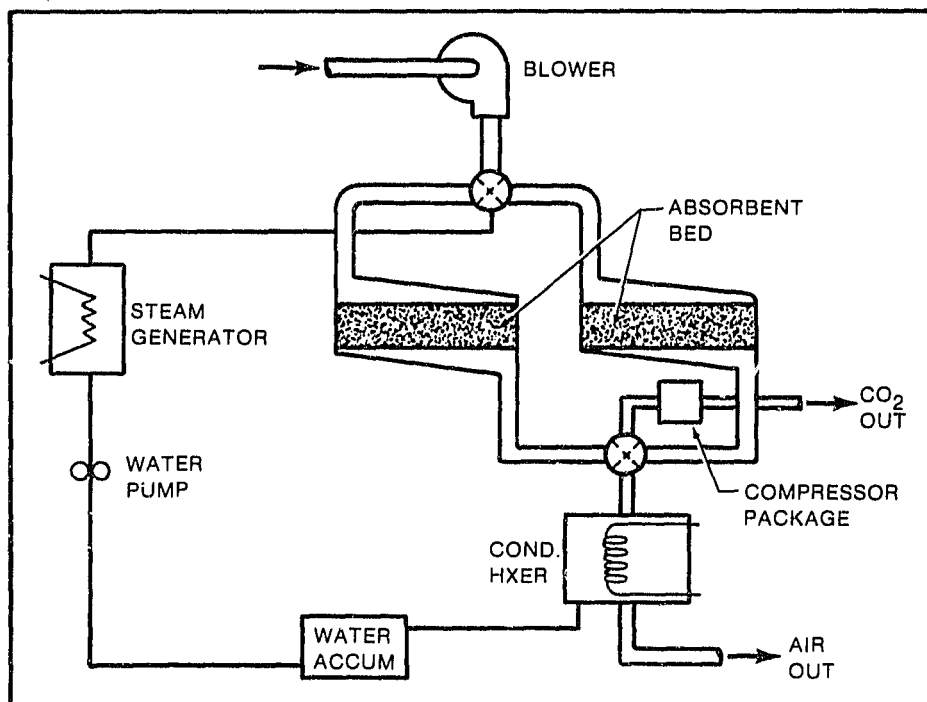 BLOWER
ABSORBENT
BED
STEAM
GENERATOR
CO2
OUT
WATER
PUMP
COMPRESSOR
PACKAGE
COND.
HXER
WATER
ACCUM
AIR
OUT